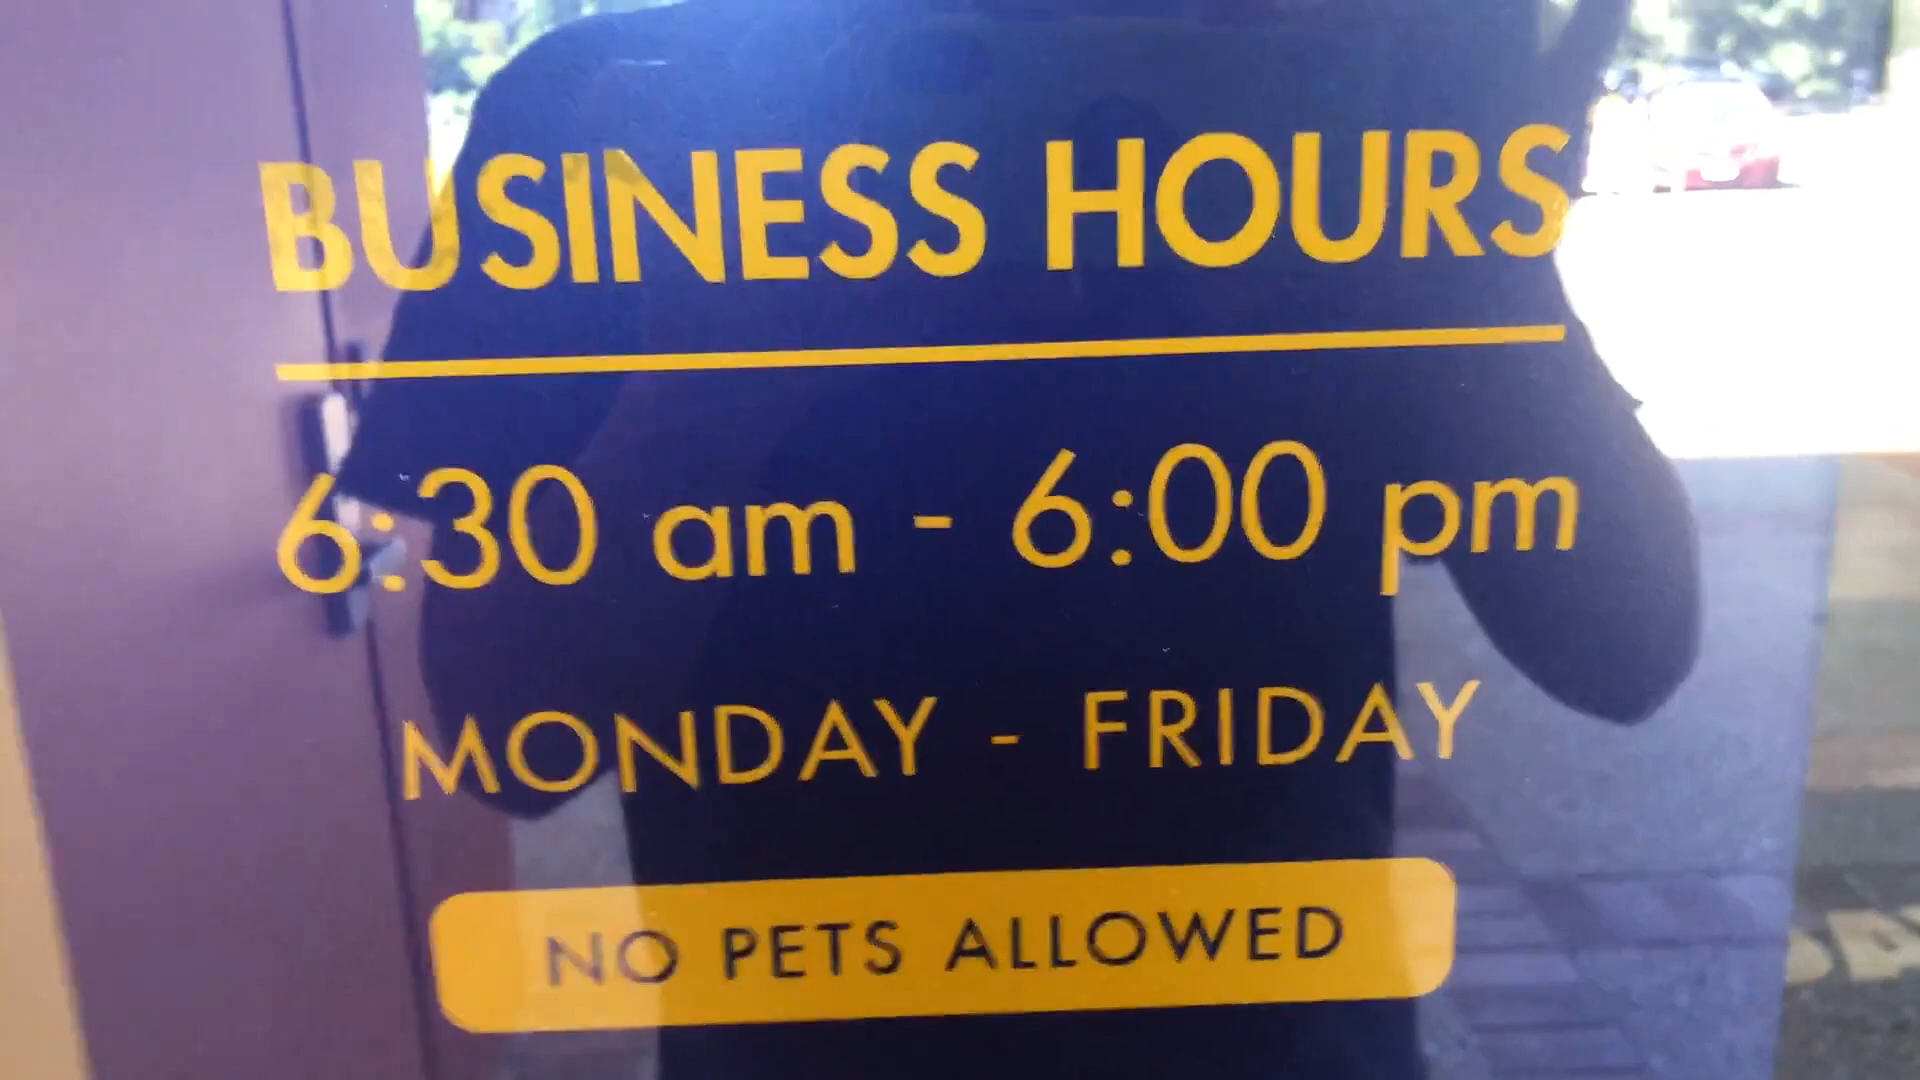 BUSINESS HOURS
6:30 am - 6:00 pm
MONDAY - FRIDAY
NO PETS ALLOWED